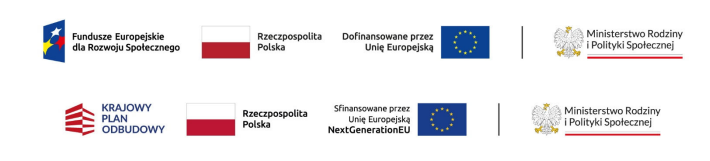 Fundusze Europejskie
dla Rozwoju Społecznego
Rzeczpospolita
Polska
Dofinansowane przez
Unię Europejską
Ministerstwo Rodziny
i Polityki Społecznej
KRAJOWY
PLAN
ODBUDOWY
Rzeczpospolita
Polska
Sfinansowane przez
Unię Europejską
NextGenerationEU
Ministerstwo Rodziny
i Polityki Społecznej